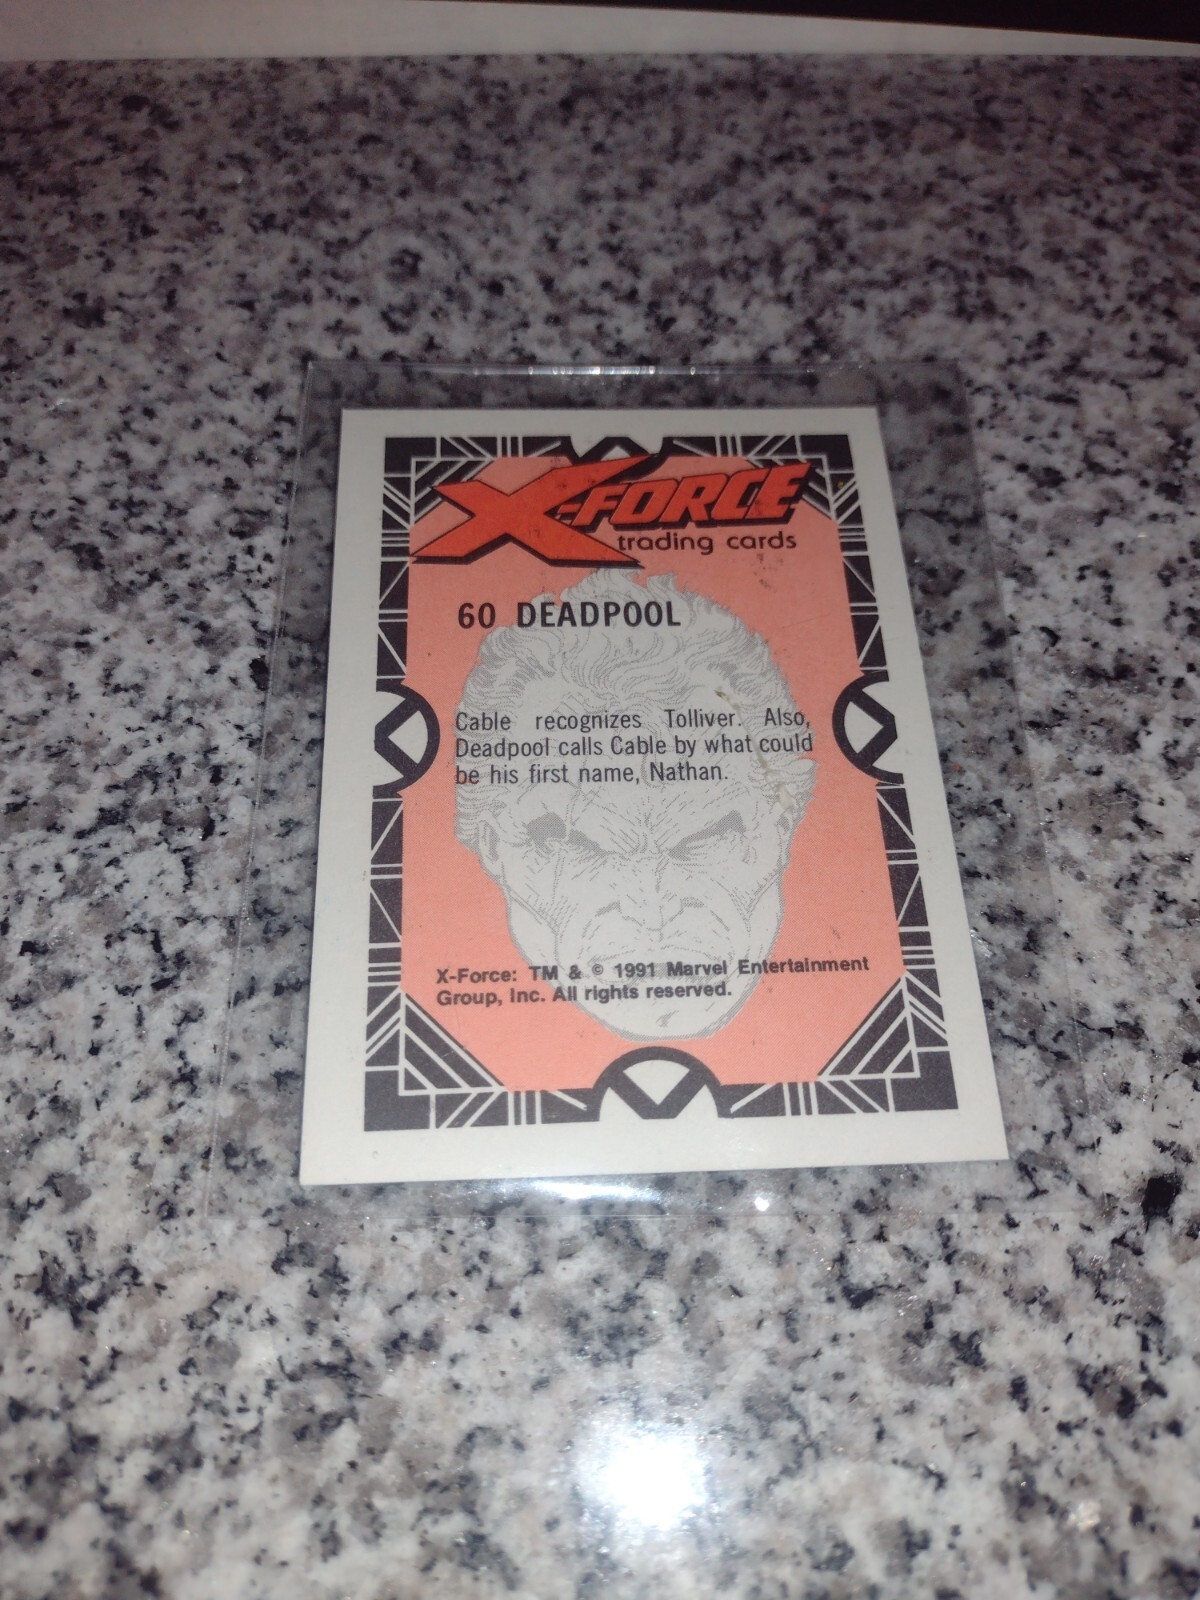 X-FORCE
trading cards
60 DEADPOOL
Cable recognizes Tolliver. Also,
Deadpool calls Cable by what could
be his first name, Nathan.
X-Force: TM & © 1991 Marvel Entertainment
Group, Inc. All rights reserved.